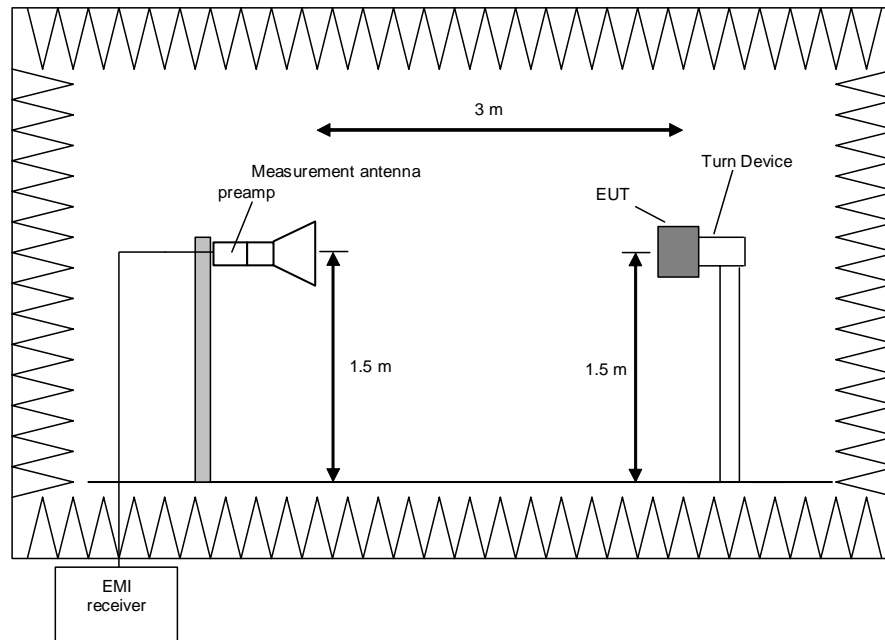 3 m
Measurement antenna
preamp
Turn Device
EUT
1.5 m
1.5 m
EMI
receiver